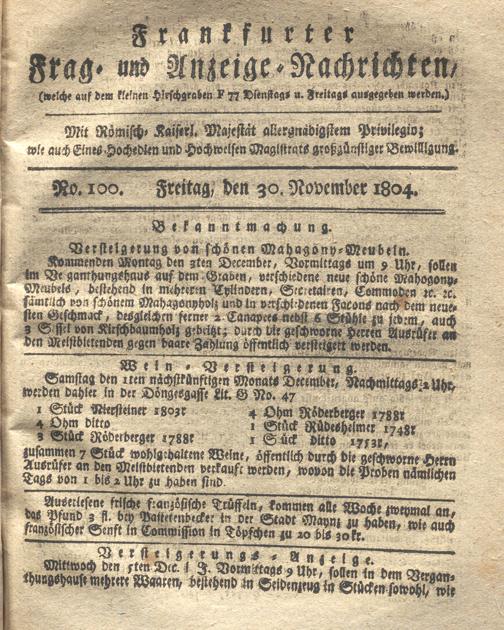 Frankfurter
Frag- und Anzeige-Nachrichten,
(welche auf dem kleinen Hirschgraben F 77 Dienstags u. Freitags ausgegeben werden.)
Mit Römisch-Kaiserl. Majestät allergnädigstem Privilegio;
wie auch Eines Hochedlen und Hochweisen Magistrats großgünstiger Bewilligung.
No. 100. Freitag, den 30. November 1804.
Bekanntmachung.
Versteigerung von schönen Mahagony-Meubeln.
Kommenden Montag den 3ten December, Vormittags um 9 Uhr, sollen
im Verganthungshaus auf dem Graben, verschiedene neue schöne Mahogony-
Meubels, bestehend in mehreren Cylindern, Secretairen, Commoden ꝛc. ꝛc.
sämtlich von schönem Mahagonyholz und in verschiedenen Facons nach dem neue-
sten Geschmack, desgleichen ferner 2 Canapees nebst 6 Stühle zu jedem, auch
3 Sessel von Kirschbaumholz gebeitzt; durch die geschworne Herren Ausrüfer an
den Meistbietenden gegen baare Zahlung öffentlich versteigert werden.
Wein-Versteigerung.
Samstag den 1ten nächstkünftigen Monats December, Nachmittags 2 Uhr,
werden dahier in der Döngesgasse Lit. G No. 47
1 Stück Niersteiner 1803r
4 Ohm ditto
3 Stück Röderberger 1788r
4 Ohm Röderberger 1788r
1 Stück Rüdesheimer 1748r
1 Stück ditto 1753r,
zusammen 7 Stück wohlgehaltene Weine, öffentlich durch die geschworne Herrn
Ausrüfer an den Meistbietenden verkauft werden, wovon die Proben nämlichen
Tags von 1 bis 2 Uhr zu haben sind.
Auserlesene frische französische Trüffeln, kommen alle Woche zweymal an,
das Pfund 3 fl. bey Pastetenbecker in der Stadt Maynz zu haben, wie auch
französischer Senft in Commission in Töpfchen zu 20 bis 30 kr.
Versteigerungs-Anzeige.
Mittwoch den 5ten Dec. l. J. Vormittags 9 Uhr, sollen in dem Vergan-
thungshause mehrere Waaren, bestehend in Seidenzeug in Stücken sowohl, wie